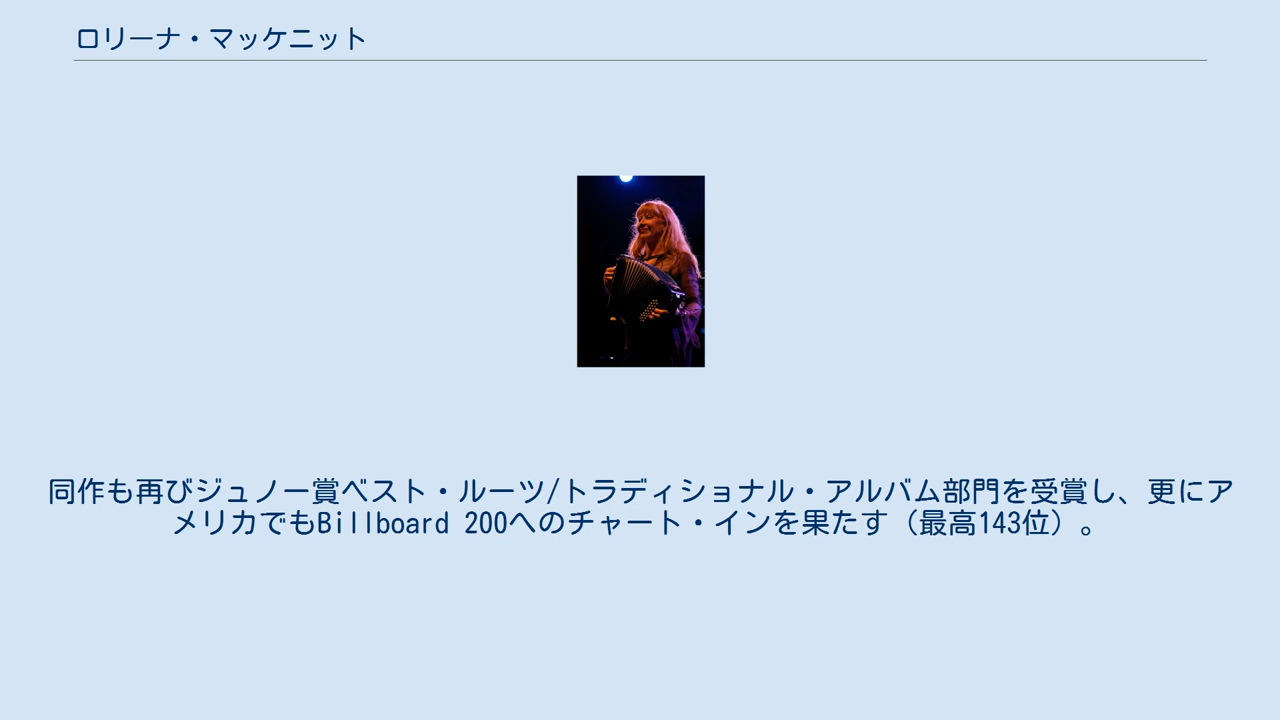 ロリーナ・マッケニット
同作も再びジュノー賞ベスト・ルーツ/トラディショナル・アルバム部門を受賞し、更にア
メリカでもBillboard 200へのチャート・インを果たす（最高143位）。